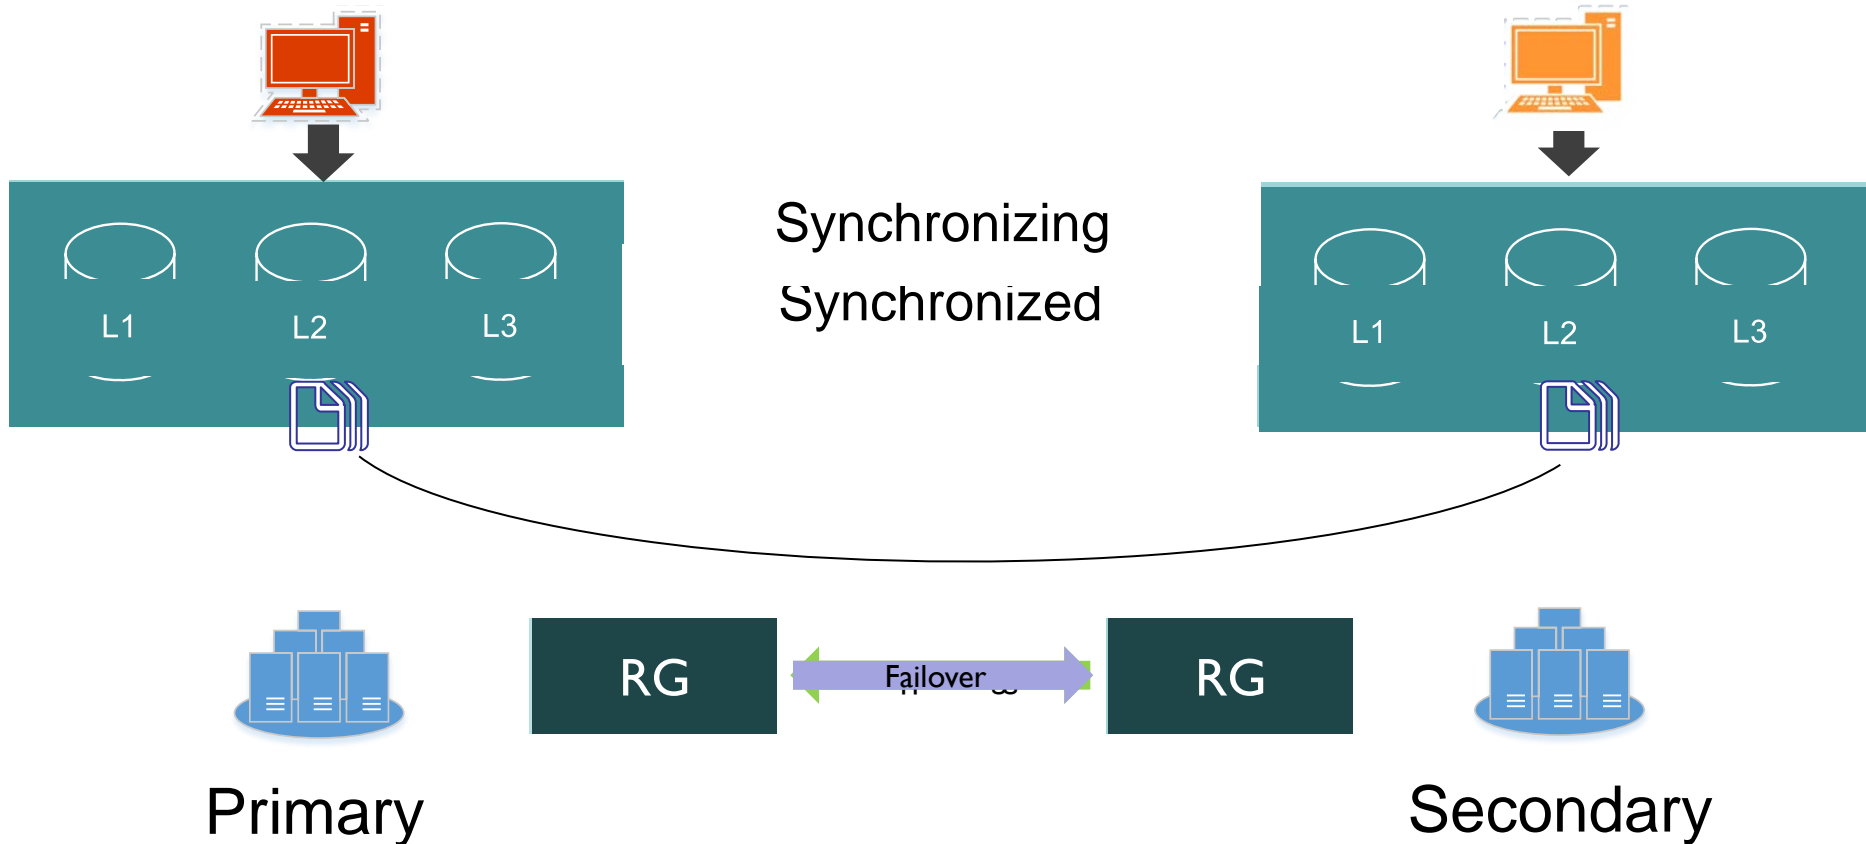 Synchronizing
Synchronized
L1 L2 L3
L1 L2 L3
RG Failover RG
Primary Secondary